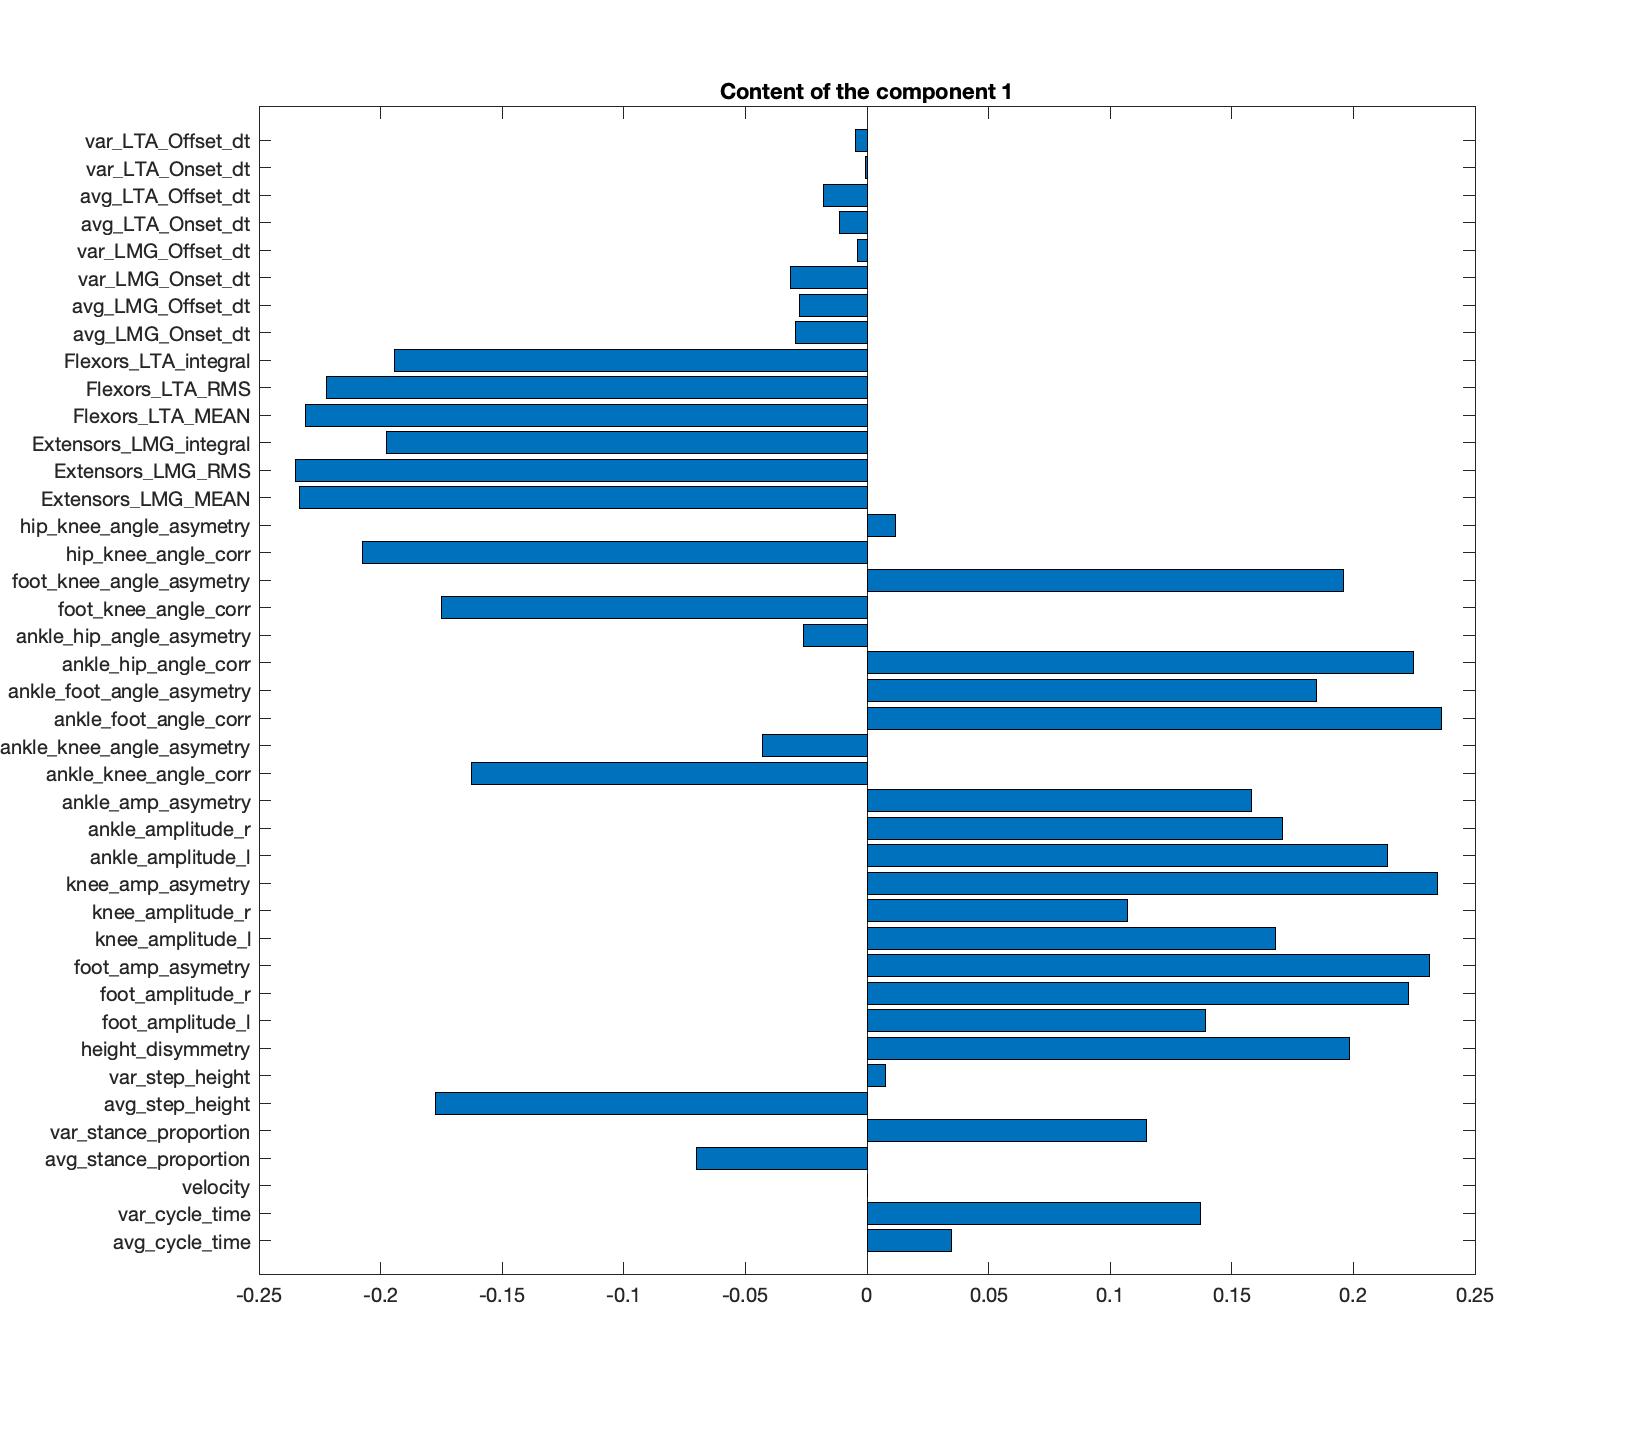 Content of the component 1
var_LTA_Offset_dt
var_LTA_Onset_dt
avg_LTA_Offset_dt
avg_LTA_Onset_dt
var_LMG_Offset_dt
var_LMG_Onset_dt
avg_LMG_Offset_dt
avg_LMG_Onset_dt
Flexors_LTA_integral
Flexors_LTA_RMS
Flexors_LTA_MEAN
Extensors_LMG_integral
Extensors_LMG_RMS
Extensors_LMG_MEAN
hip_knee_angle_asymetry
hip_knee_angle_corr
foot_knee_angle_asymetry
foot_knee_angle_corr
ankle_hip_angle_asymetry
ankle_hip_angle_corr
ankle_foot_angle_asymetry
ankle_foot_angle_corr
ankle_knee_angle_asymetry
ankle_knee_angle_corr
ankle_amp_asymetry
ankle_amplitude_r
ankle_amplitude_l
knee_amp_asymetry
knee_amplitude_r
knee_amplitude_l
foot_amp_asymetry
foot_amplitude_r
foot_amplitude_l
height_disymmetry
var_step_height
avg_step_height
var_stance_proportion
avg_stance_proportion
velocity
var_cycle_time
avg_cycle_time
-0.25 -0.2 -0.15 -0.1 -0.05 0 0.05 0.1 0.15 0.2 0.25